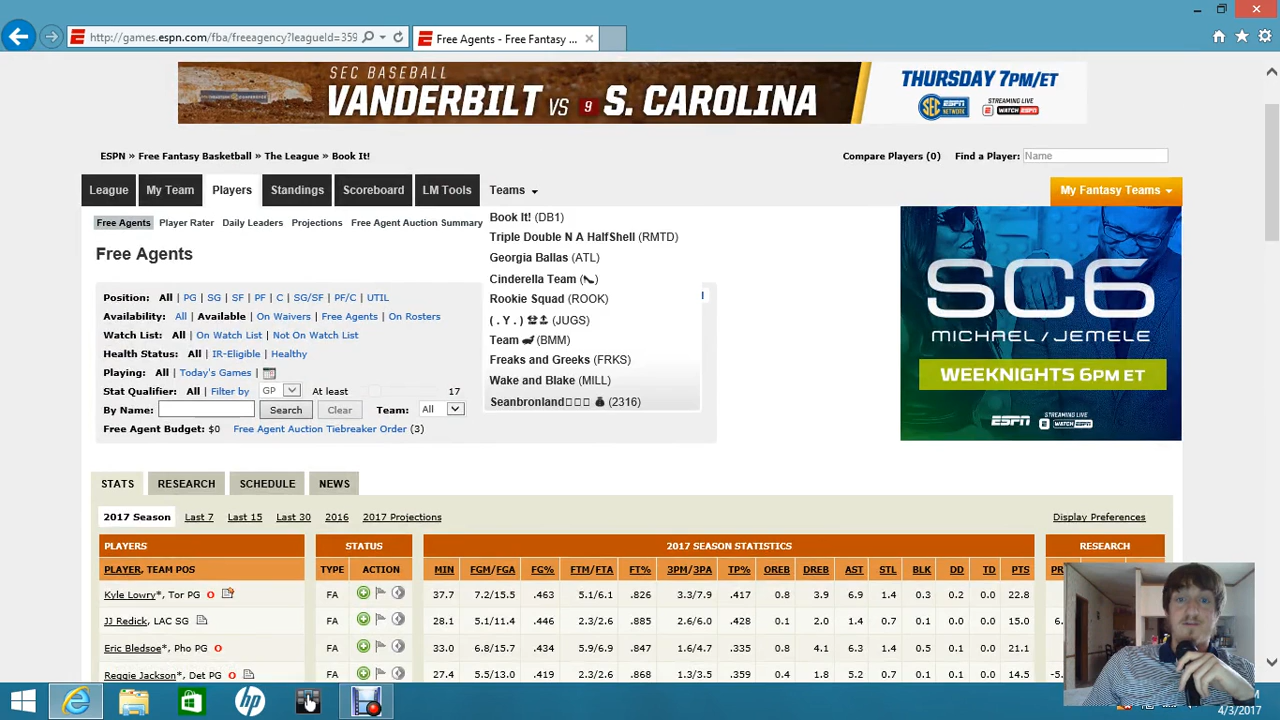 http://games.espn.com/fba/freeagency?leagueId=359
Free Agents - Free Fantasy ...
SEC BASEBALL
VANDERBILT VS 9 S. CAROLINA
THURSDAY 7PM/ET
SEC ESPN NETWORK
STREAMING LIVE
WATCH ESPN
ESPN » Free Fantasy Basketball » The League » Book It!
Compare Players (0) Find a Player: Name
League My Team Players Standings Scoreboard LM Tools Teams
My Fantasy Teams
Free Agents Player Rater Daily Leaders Projections Free Agent Auction Summary
Book It! (DB1)
Triple Double N A HalfShell (RMTD)
Georgia Ballas (ATL)
Cinderella Team (👠)
Rookie Squad (ROOK)
( . Y . ) (JUGS)
Team (BMM)
Freaks and Greeks (FRKS)
Wake and Blake (MILL)
Seanbronland (2316)
Free Agents
Position: All | PG | SG | SF | PF | C | SG/SF | PF/C | UTIL
Availability: All | Available | On Waivers | Free Agents | On Rosters
Watch List: All | On Watch List | Not On Watch List
Health Status: All | IR-Eligible | Healthy
Playing: All | Today's Games |
Stat Qualifier: All | Filter by GP At least 17
By Name: Search Clear Team: All
Free Agent Budget: $0 Free Agent Auction Tiebreaker Order (3)
SC6
MICHAEL / JEMELE
WEEKNIGHTS 6PM ET
ESPN
STREAMING LIVE
WATCH ESPN
STATS RESEARCH SCHEDULE NEWS
2017 Season Last 7 Last 15 Last 30 2016 2017 Projections
Display Preferences
PLAYERS STATUS 2017 SEASON STATISTICS RESEARCH
PLAYER, TEAM POS TYPE ACTION MIN FGM/FGA FG% FTM/FTA FT% 3PM/3PA TP% OREB DREB AST STL BLK DD TD PTS
Kyle Lowry*, Tor PG O FA 37.7 7.2/15.5 .463 5.1/6.1 .826 3.3/7.9 .417 0.8 3.9 6.9 1.4 0.3 0.2 0.0 22.8
JJ Redick, LAC SG FA 28.1 5.1/11.4 .446 2.3/2.6 .885 2.6/6.0 .428 0.1 2.0 1.4 0.7 0.1 0.0 0.0 15.0
Eric Bledsoe*, Pho PG O FA 33.0 6.8/15.7 .434 5.9/6.9 .847 1.6/4.7 .335 0.8 4.1 6.3 1.4 0.5 0.1 0.0 21.1
Reggie Jackson*, Det PG O FA 27.4 5.5/13.0 .419 2.3/2.6 .868 1.3/3.5 .359 0.4 1.8 5.2 0.7 0.1 0.0 0.0 14.5
hp
4/3/2017